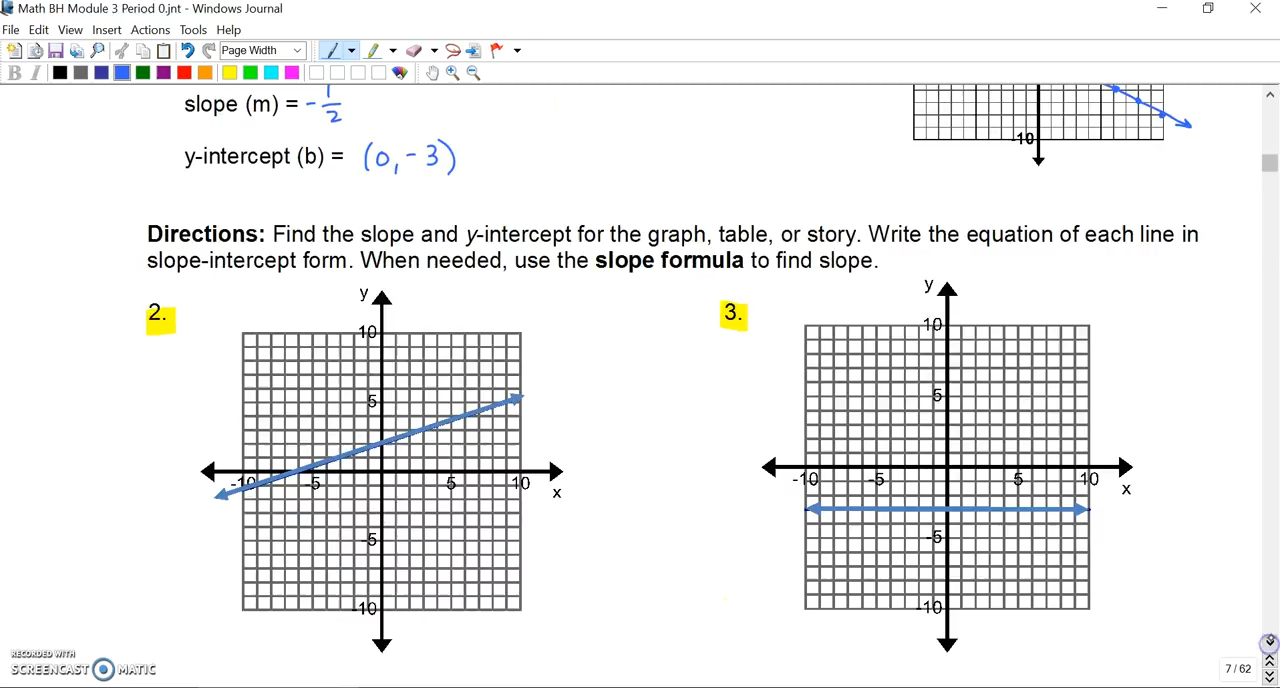 Math BH Module 3 Period 0.jnt - Windows Journal
File Edit View Insert Actions Tools Help
Page Width
B I
slope (m) = - 1/2
y-intercept (b) = (0, -3)
-10
Directions: Find the slope and y-intercept for the graph, table, or story. Write the equation of each line in
slope-intercept form. When needed, use the slope formula to find slope.
2.
y
10
5
-10 -5 5 10
x
-5
-10
3.
y
10
5
-10 -5 5 10
x
-5
-10
RECORDED WITH
SCREENCAST MATIC
7 / 62